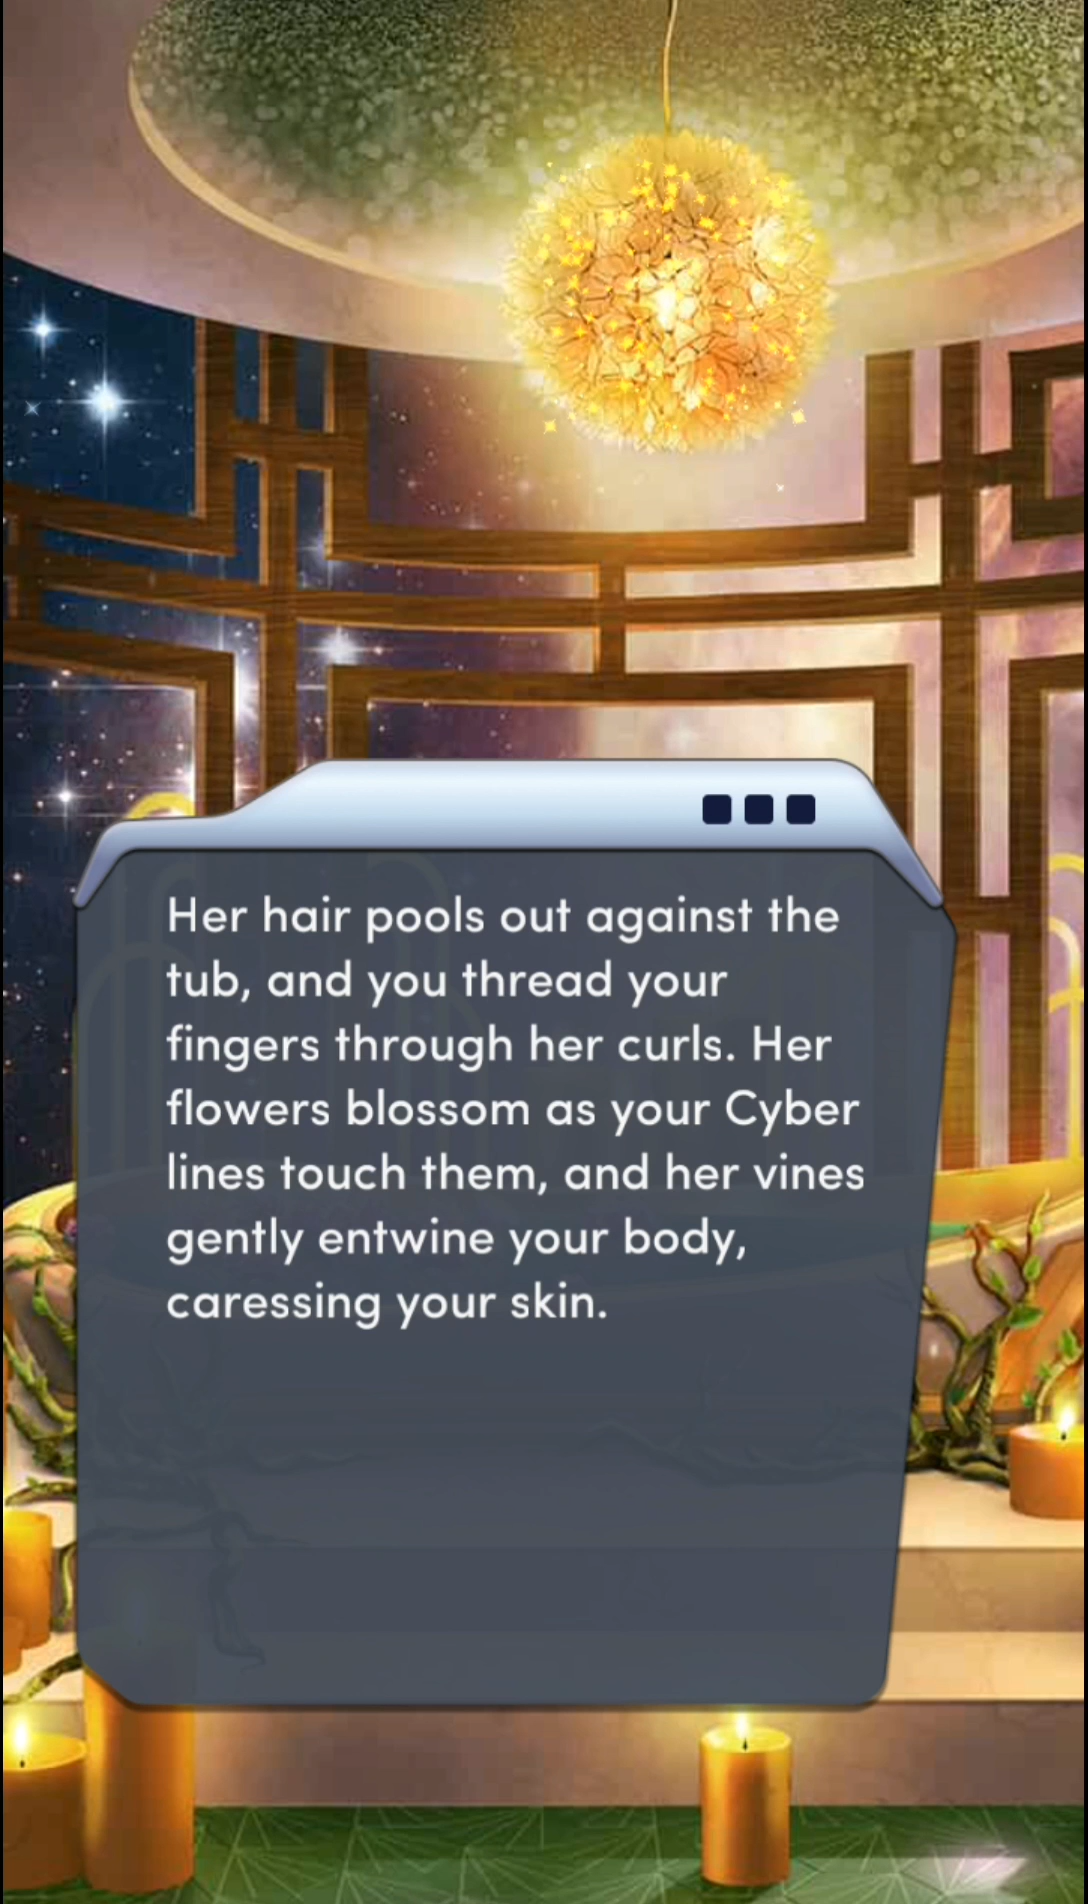 Her hair pools out against the
tub, and you thread your
fingers through her curls. Her
flowers blossom as your Cyber
lines touch them, and her vines
gently entwine your body,
caressing your skin.